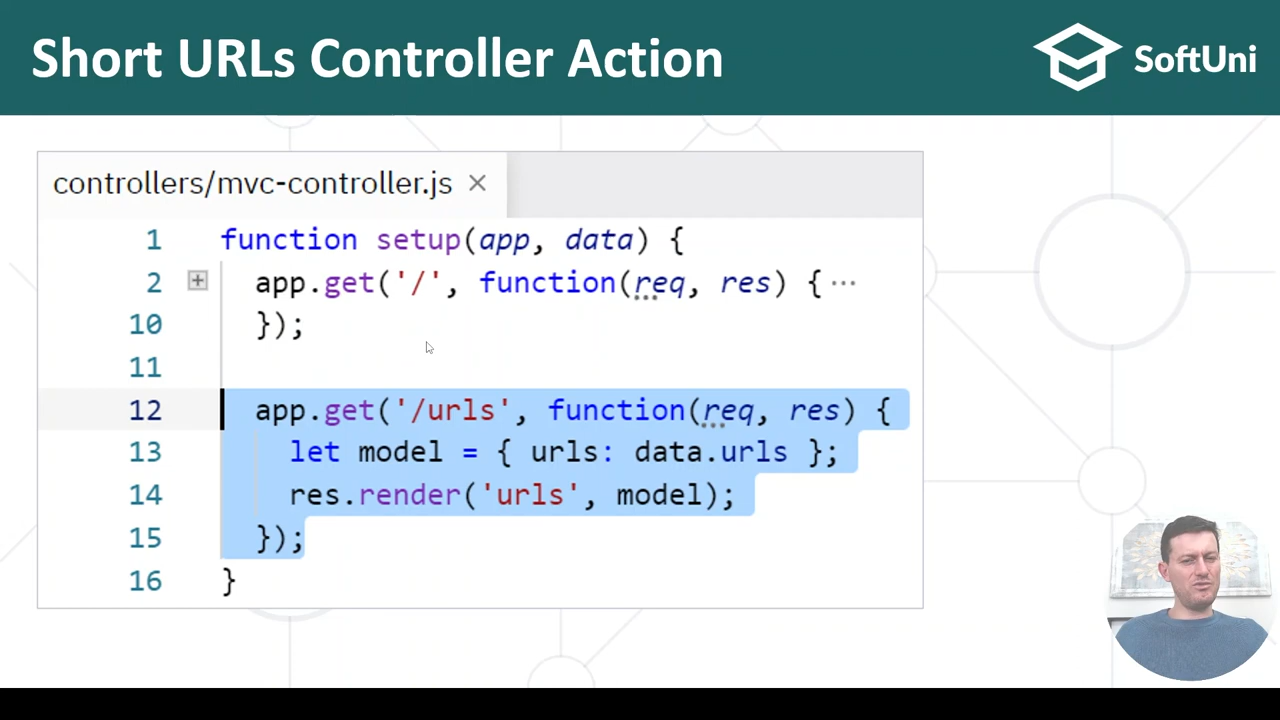 Short URLs Controller Action
SoftUni
controllers/mvc-controller.js ×
1 function setup(app, data) {
2 app.get('/', function(req, res) {···
10 });
11
12 app.get('/urls', function(req, res) {
13 let model = { urls: data.urls };
14 res.render('urls', model);
15 });
16 }